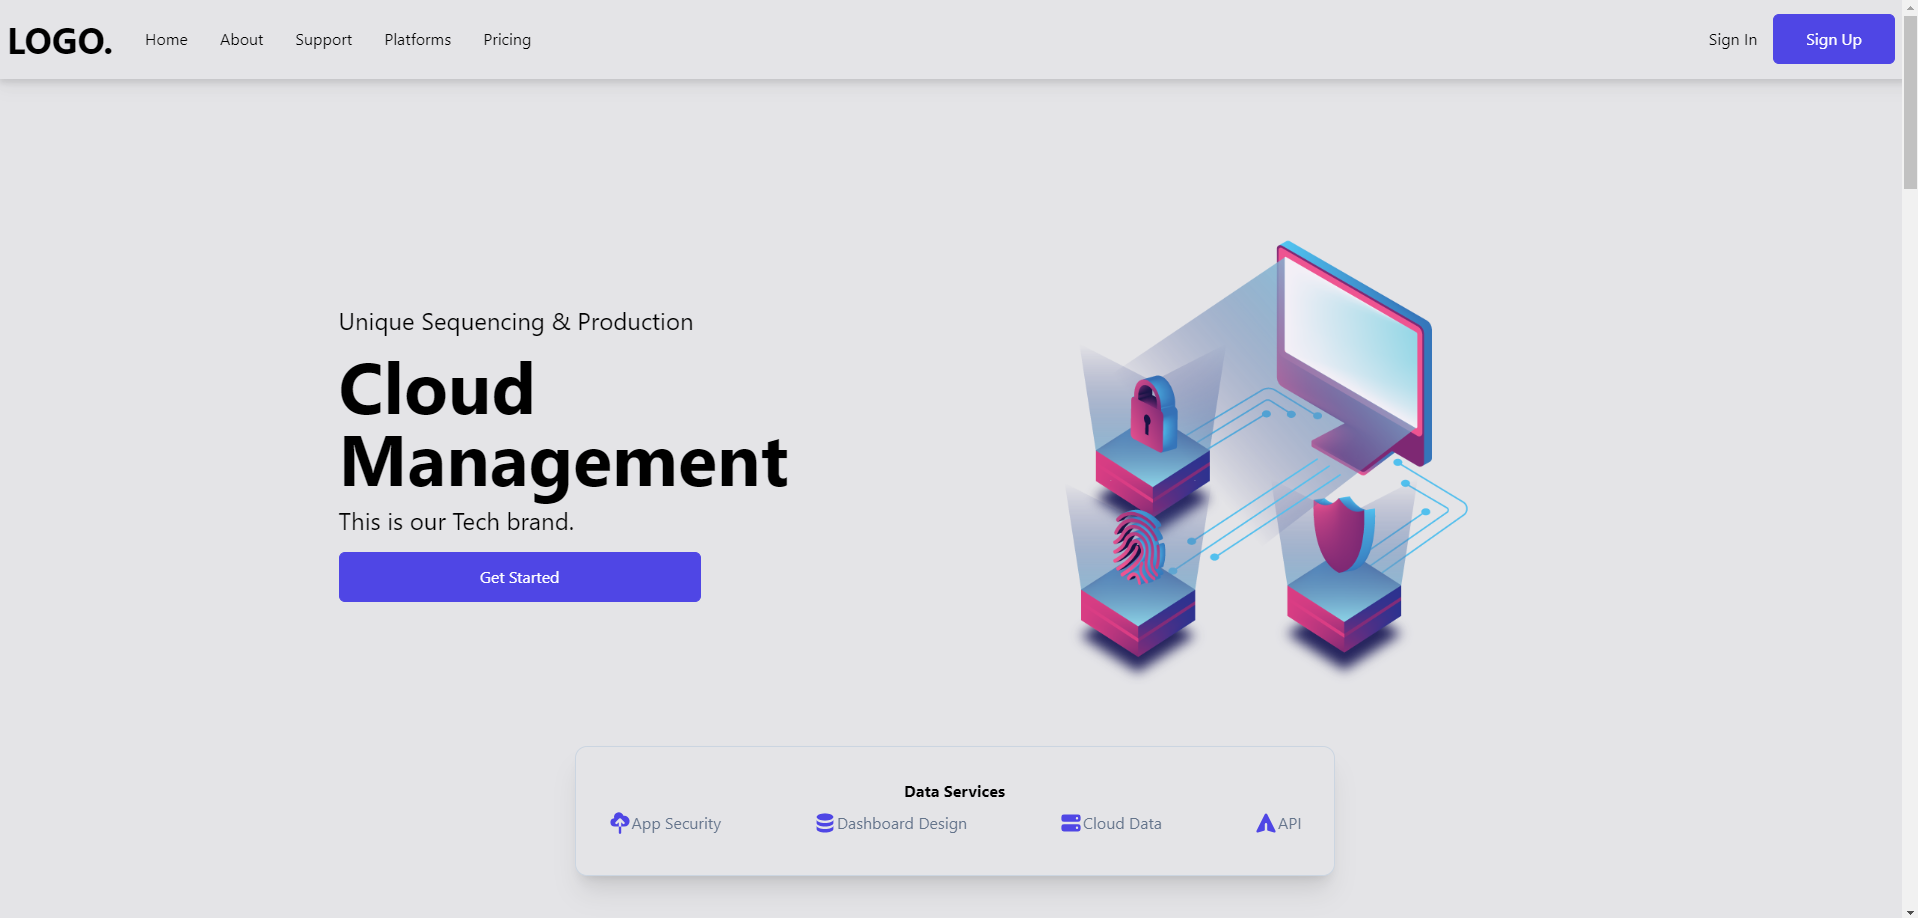 LOGO.
Home
About
Support
Platforms
Pricing
Sign In
Sign Up
Unique Sequencing & Production
Cloud
Management
This is our Tech brand.
Get Started
Data Services
App Security
Dashboard Design
Cloud Data
API